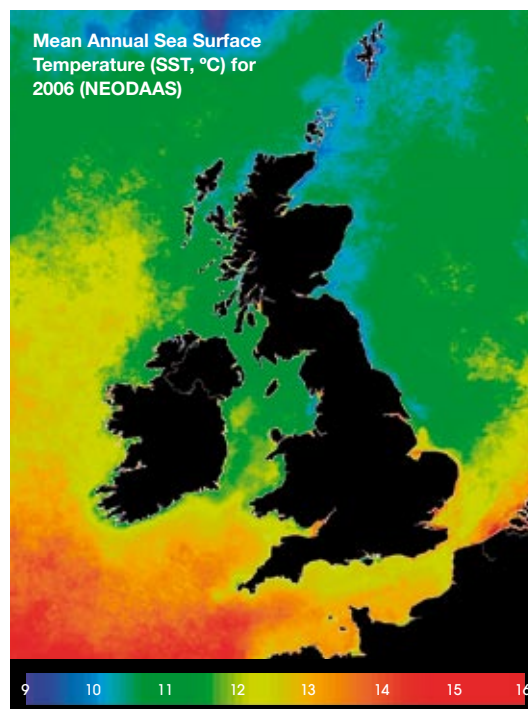 Mean Annual Sea Surface
Temperature (SST, ºC) for
2006 (NEODAAS)
9 10 11 12 13 14 15 16